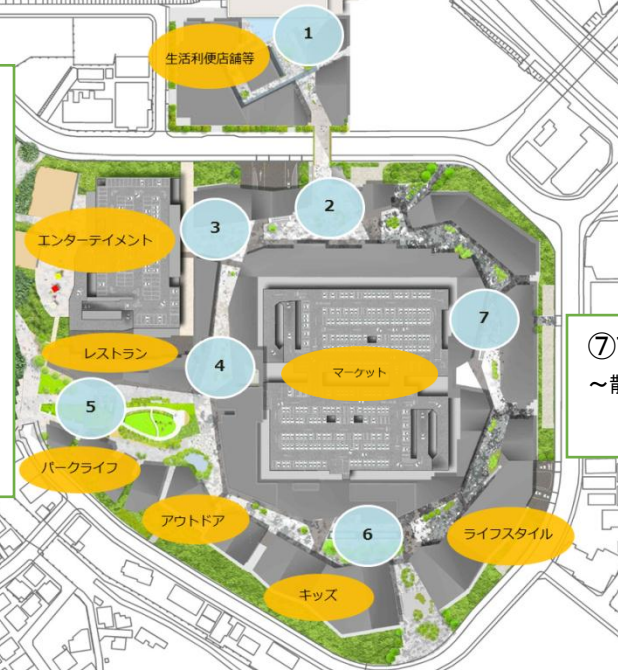 1
生活利便店舗等
2
3
エンターテイメント
7
⑦
～散
レストラン
4
マーケット
5
パークライフ
アウトドア
6
ライフスタイル
キッズ